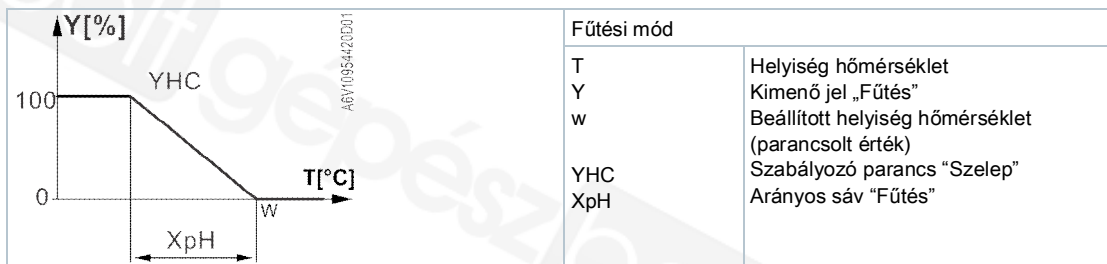 Y[%]
YHC
100
0
T[°C]
W
XpH
A6V10954420D01
Fűtési mód
T Helyiség hőmérséklet
Y Kimenő jel „Fűtés”
w Beállított helyiség hőmérséklet
(parancsolt érték)
YHC Szabályozó parancs “Szelep”
XpH Arányos sáv “Fűtés”